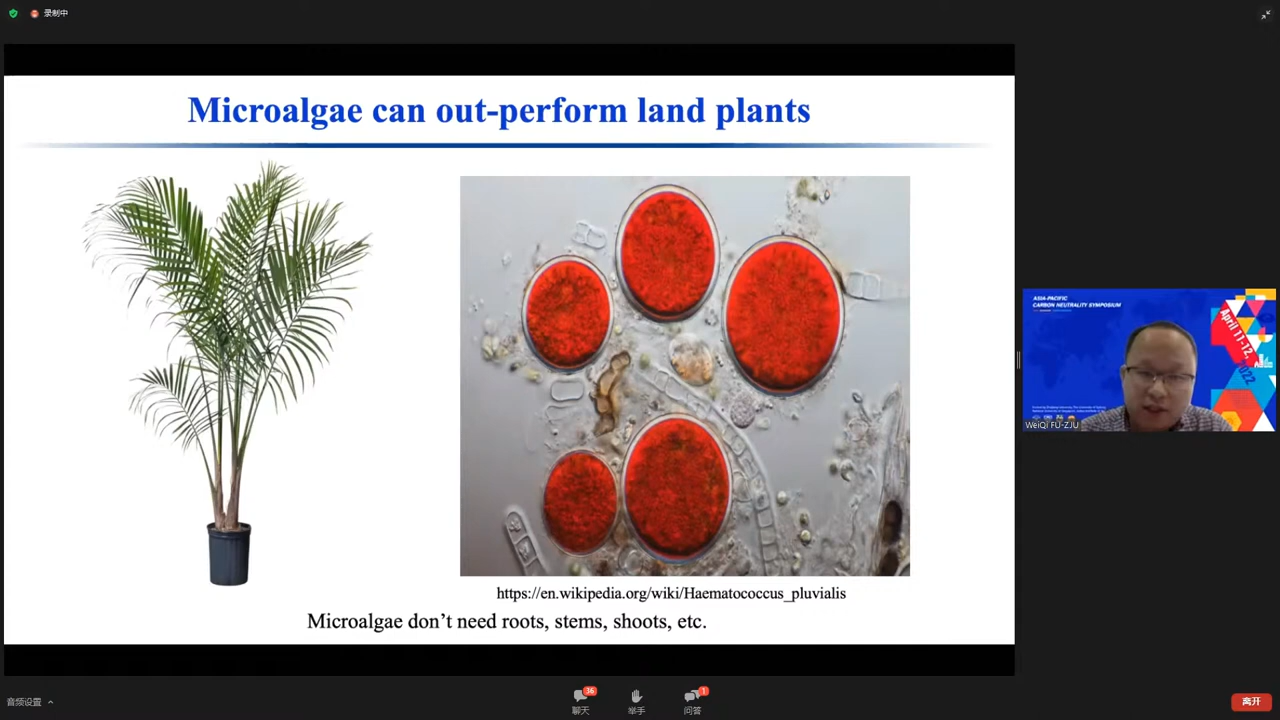 录制中
Microalgae can out-perform land plants
https://en.wikipedia.org/wiki/Haematococcus_pluvialis
Microalgae don’t need roots, stems, shoots, etc.
ASIA-PACIFIC
CARBON NEUTRALITY SYMPOSIUM
April 11-12,
2022
WeiQi FU-ZJU
音频设置
36
聊天
举手
1
问答
离开